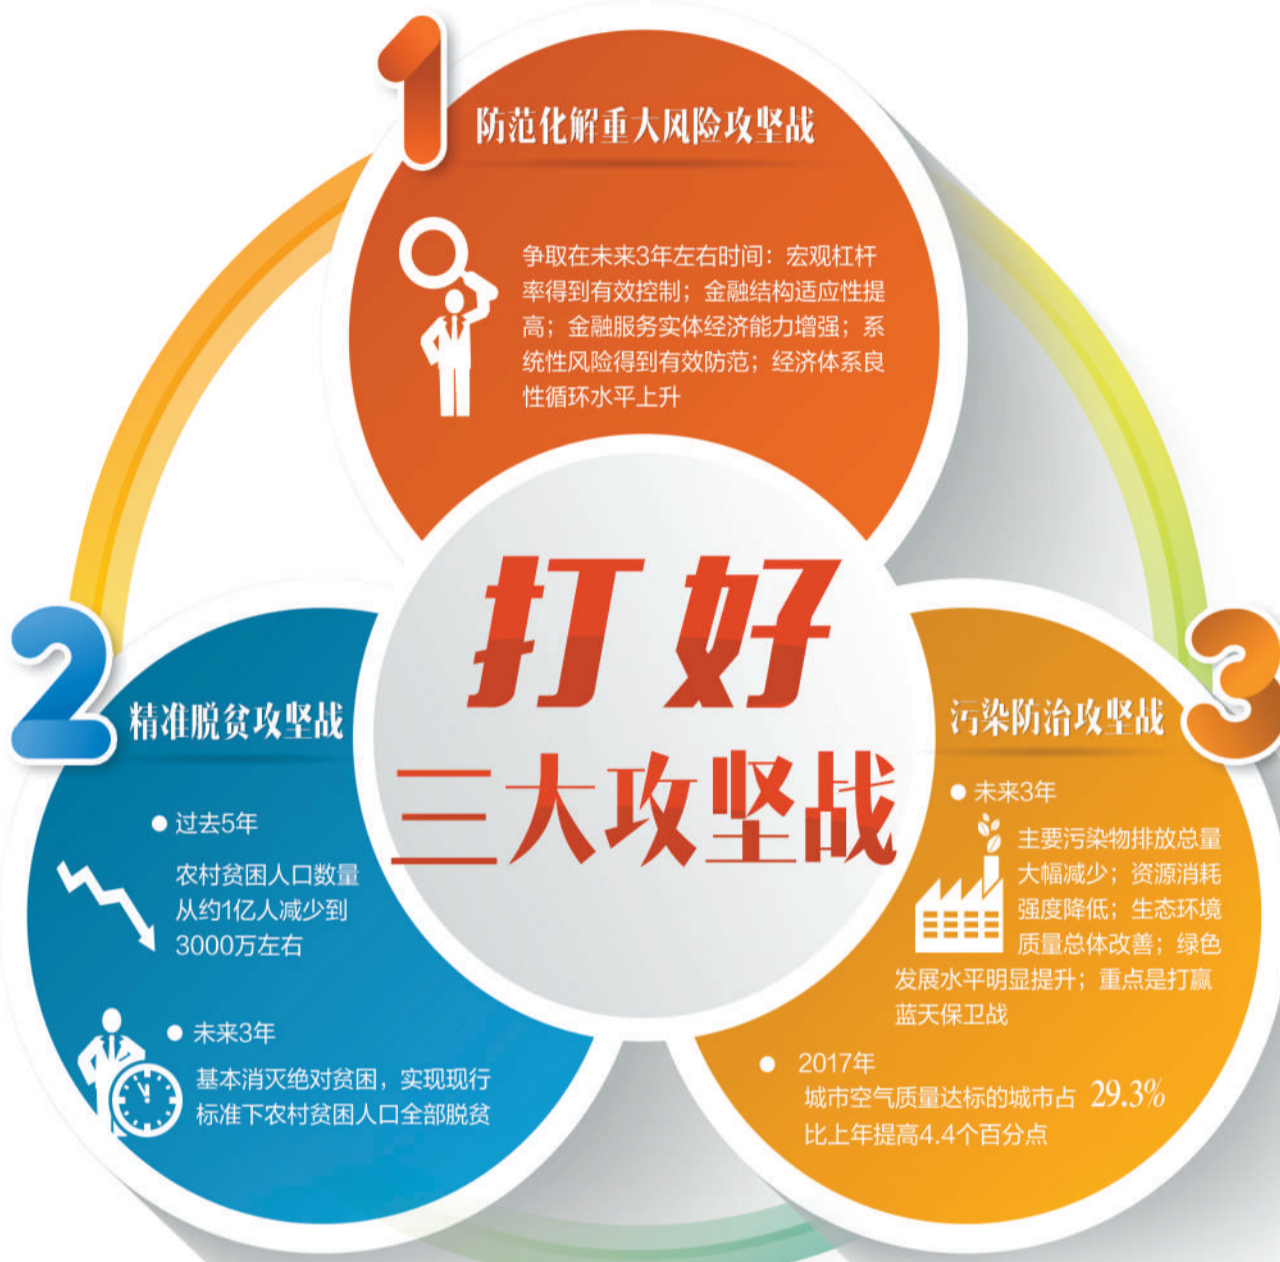 1
防范化解重大风险攻坚战
争取在未来3年左右时间：宏观杠杆
率得到有效控制；金融结构适应性提
高；金融服务实体经济能力增强；系
统性风险得到有效防范；经济体系良
性循环水平上升
打好
三大攻坚战
2
精准脱贫攻坚战
● 过去5年
农村贫困人口数量
从约1亿人减少到
3000万左右
● 未来3年
基本消灭绝对贫困，实现现行
标准下农村贫困人口全部脱贫
3
污染防治攻坚战
● 未来3年
主要污染物排放总量
大幅减少；资源消耗
强度降低；生态环境
质量总体改善；绿色
发展水平明显提升；重点是打赢
蓝天保卫战
● 2017年
城市空气质量达标的城市占 29.3%
比上年提高4.4个百分点